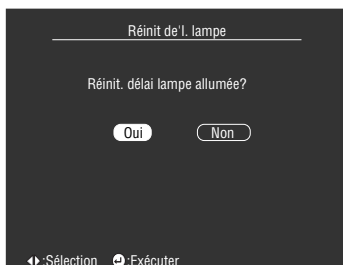 Réinit de'l. lampe
Réinit. délai lampe allumée?
Oui Non
:Sélection :Exécuter